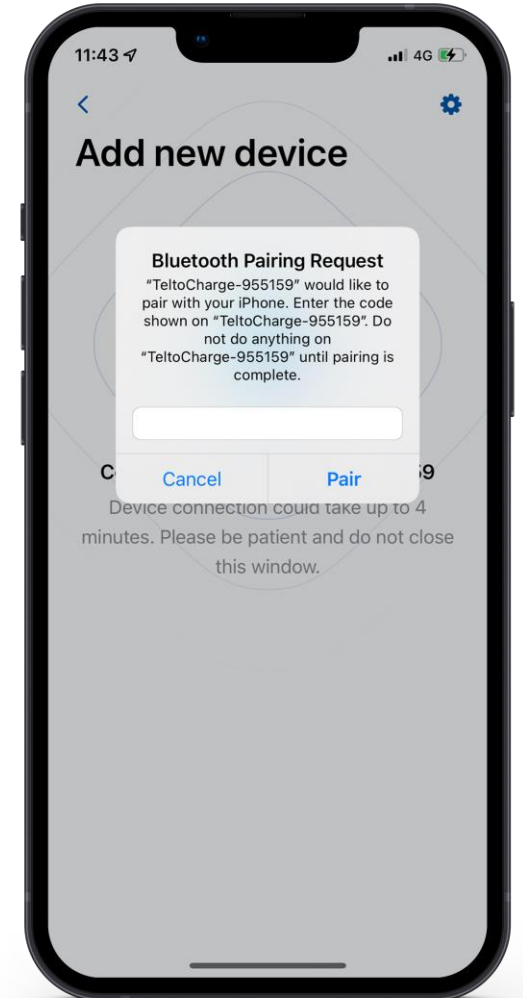 11:43
4G
Add new device
Bluetooth Pairing Request
"TeltoCharge-955159" would like to
pair with your iPhone. Enter the code
shown on "TeltoCharge-955159". Do
not do anything on
"TeltoCharge-955159" until pairing is
complete.
Cancel Pair
C 59
Device connection could take up to 4
minutes. Please be patient and do not close
this window.